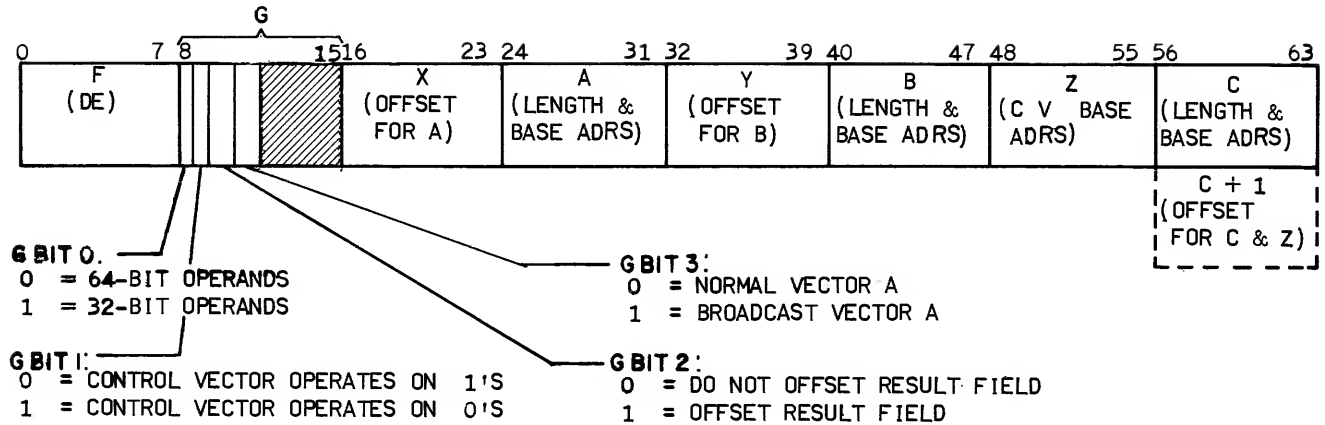 G
0 7 8 15 16 23 24 31 32 39 40 47 48 55 56 63
F
(DE)
X
(OFFSET
FOR A)
A
(LENGTH &
BASE ADRS)
Y
(OFFSET
FOR B)
B
(LENGTH &
BASE ADRS)
Z
(C V BASE
ADRS)
C
(LENGTH &
BASE ADRS)
C + 1
(OFFSET
FOR C & Z)
G BIT 0:
0 = 64-BIT OPERANDS
1 = 32-BIT OPERANDS
G BIT 1:
0 = CONTROL VECTOR OPERATES ON 1'S
1 = CONTROL VECTOR OPERATES ON 0'S
G BIT 3:
0 = NORMAL VECTOR A
1 = BROADCAST VECTOR A
G BIT 2:
0 = DO NOT OFFSET RESULT FIELD
1 = OFFSET RESULT FIELD